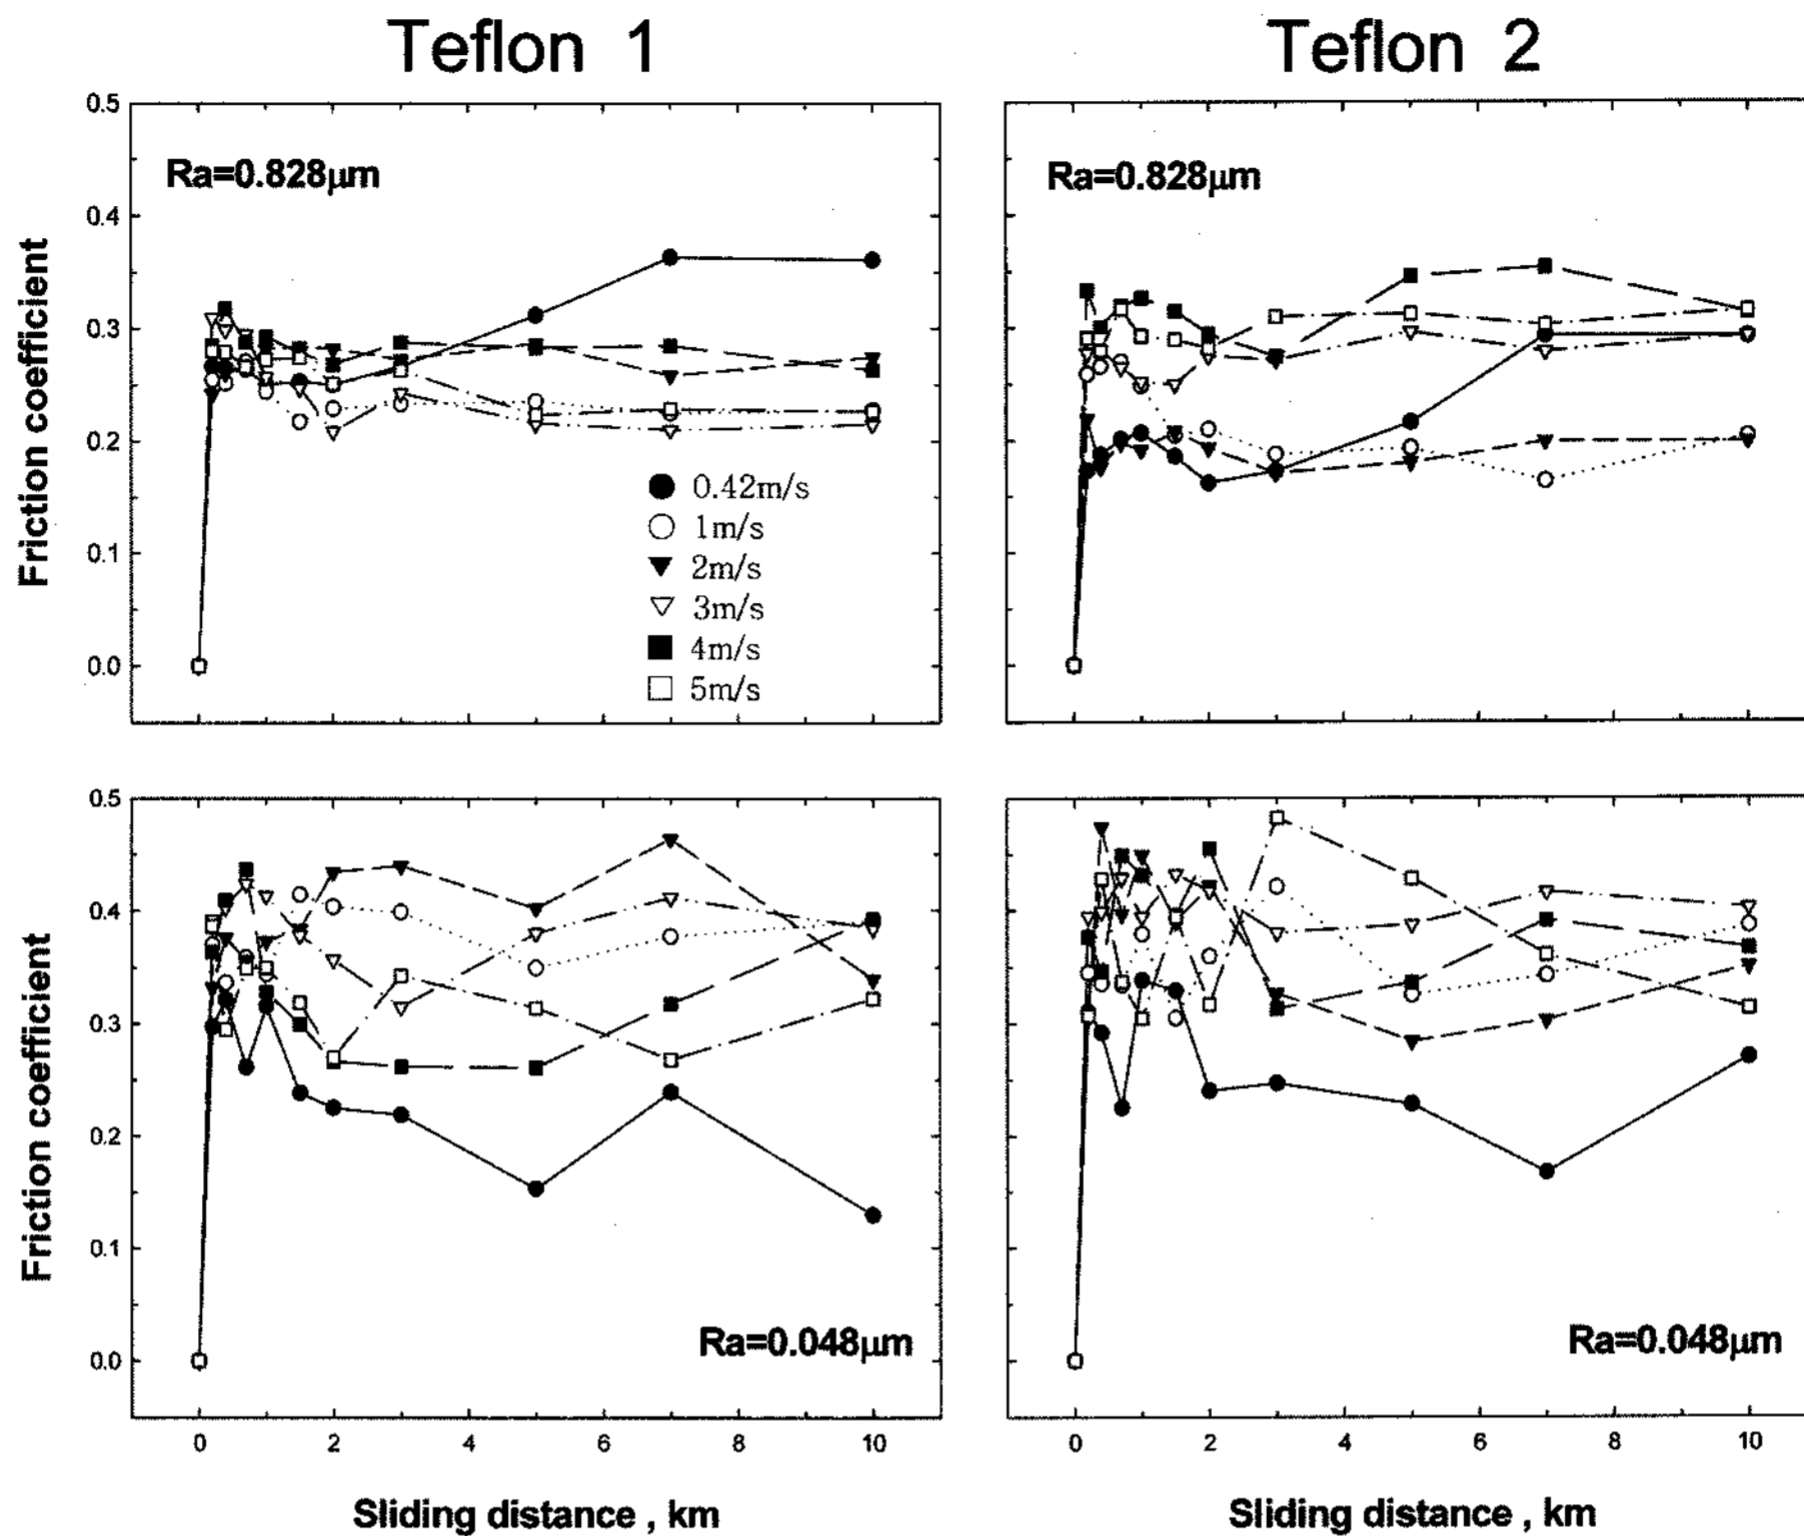 Teflon 1
Teflon 2
0.5
0.4
0.3
0.2
0.1
0.0
Friction coefficient
Ra=0.828μm
0.42m/s
1m/s
2m/s
3m/s
4m/s
5m/s
Ra=0.828μm
0.5
0.4
0.3
0.2
0.1
0.0
Friction coefficient
Ra=0.048μm
Ra=0.048μm
0 2 4 6 8 10
0 2 4 6 8 10
Sliding distance , km
Sliding distance , km